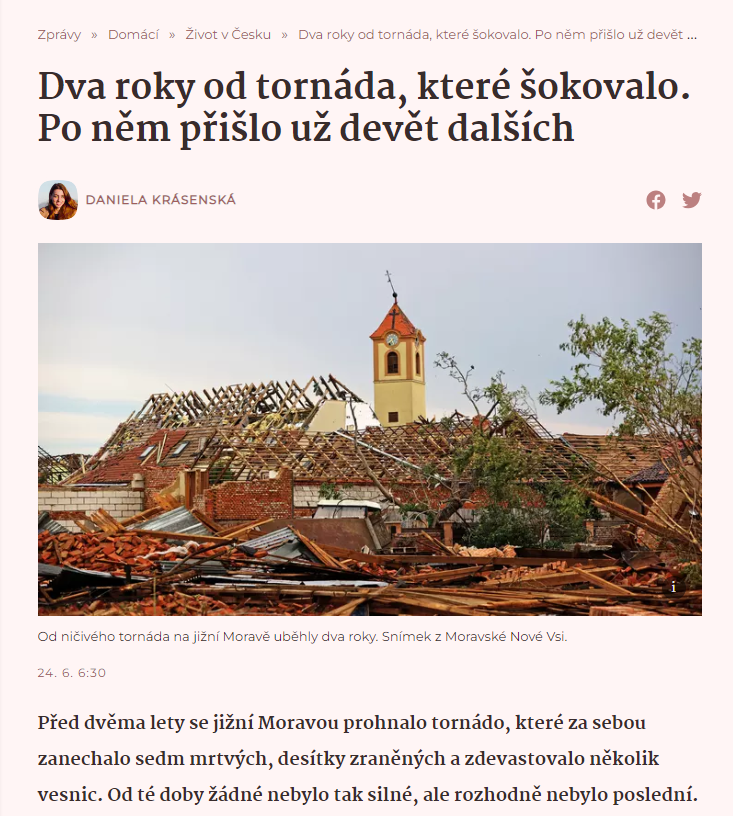 Zprávy » Domácí » Život v Česku » Dva roky od tornáda, které šokovalo. Po něm přišlo už devět ...
Dva roky od tornáda, které šokovalo.
Po něm přišlo už devět dalších
DANIELA KRÁSENSKÁ
i
Od ničivého tornáda na jižní Moravě uběhly dva roky. Snímek z Moravské Nové Vsi.
24. 6. 6:30
Před dvěma lety se jižní Moravou prohnalo tornádo, které za sebou
zanechalo sedm mrtvých, desítky zraněných a zdevastovalo několik
vesnic. Od té doby žádné nebylo tak silné, ale rozhodně nebylo poslední.